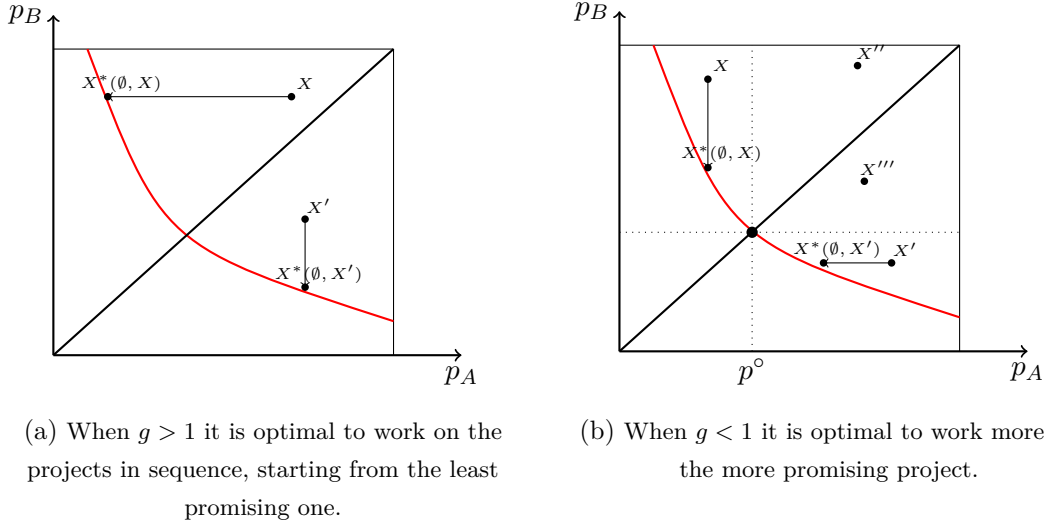 p_B
X*(∅, X)
X
X′
X*(∅, X′)
p_A
(a) When g > 1 it is optimal to work on the
projects in sequence, starting from the least
promising one.
p_B
X″
X
X*(∅, X)
X‴
X*(∅, X′)
X′
p°
p_A
(b) When g < 1 it is optimal to work more
the more promising project.